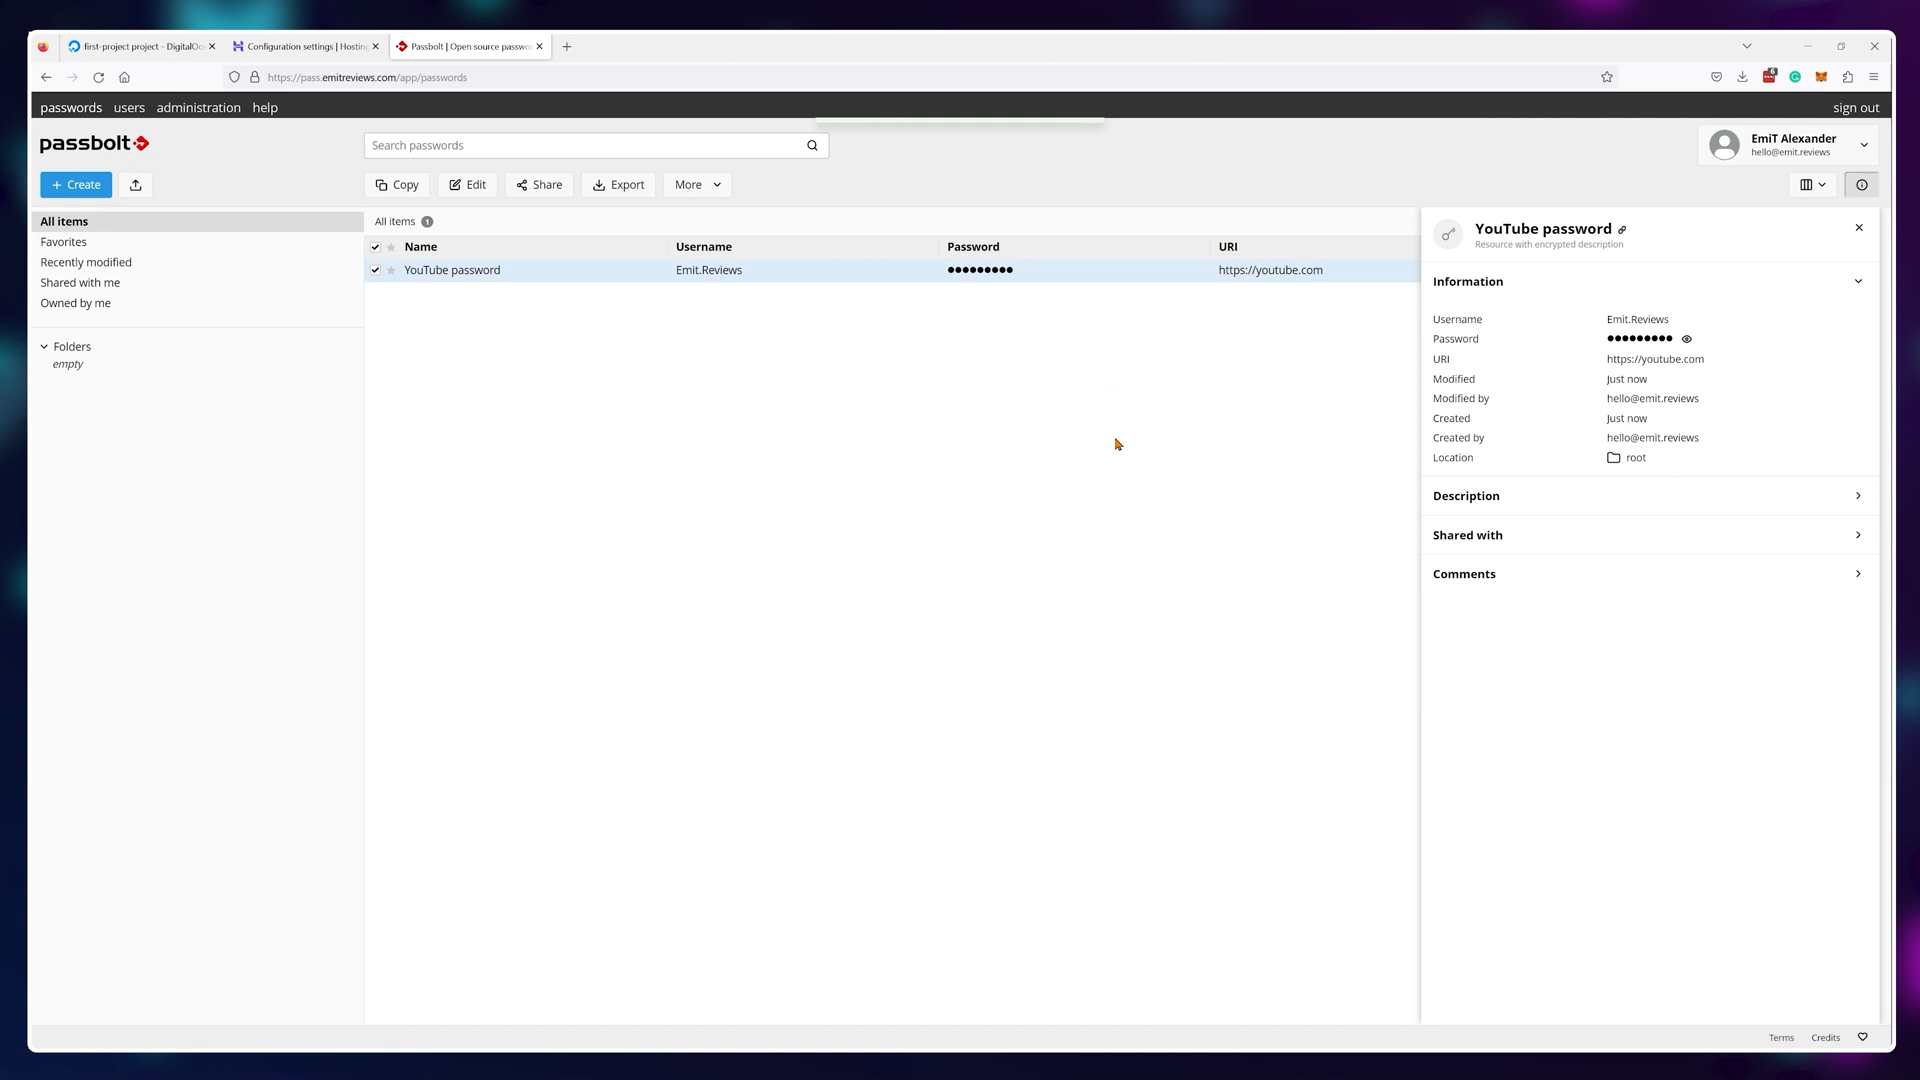 first-project project - DigitalOc
Configuration settings | Hosting
Passbolt | Open source passwo
https://pass.emitreviews.com/app/passwords
6
passwords users administration help sign out
passbolt
Search passwords
EmiT Alexander
hello@emit.reviews
+ Create
Copy Edit Share Export More
All items
Favorites
Recently modified
Shared with me
Owned by me
Folders
empty
All items 1
Name Username Password URI
YouTube password Emit.Reviews ●●●●●●●●● https://youtube.com
YouTube password
Resource with encrypted description
Information
Username Emit.Reviews
Password ●●●●●●●●●
URI https://youtube.com
Modified Just now
Modified by hello@emit.reviews
Created Just now
Created by hello@emit.reviews
Location root
Description
Shared with
Comments
Terms Credits